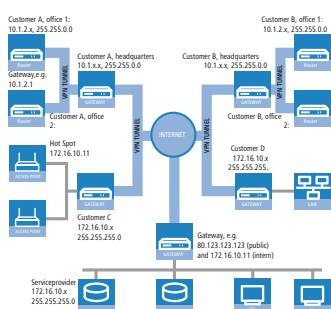 Customer A, office 1:
10.1.2.x, 255.255.0.0
Router
Gateway,e.g.
10.1.2.1
Router
VPN TUNNEL
Customer A, headquarters
10.1.x.x, 255.255.0.0
GATEWAY
Customer A, office
2:
VPN TUNNEL
Customer B, office 1:
10.1.2.x, 255.255.0.0
Router
Customer B, headquarters
10.1.x.x, 255.255.0.0
GATEWAY
VPN TUNNEL
Router
Customer B, office
2:
VPN TUNNEL
INTERNET
Hot Spot
172.16.10.11
ACCESS POINT
ACCESS POINT
GATEWAY
Customer C
172.16.10.x
255.255.255.0
Customer D
172.16.10.x
255.255.255.
GATEWAY
LINK
Gateway, e.g.
80.123.123.123 (public)
and 172.16.10.11 (intern)
GATEWAY
Serviceprovider
172.16.10.x
255.255.255.0